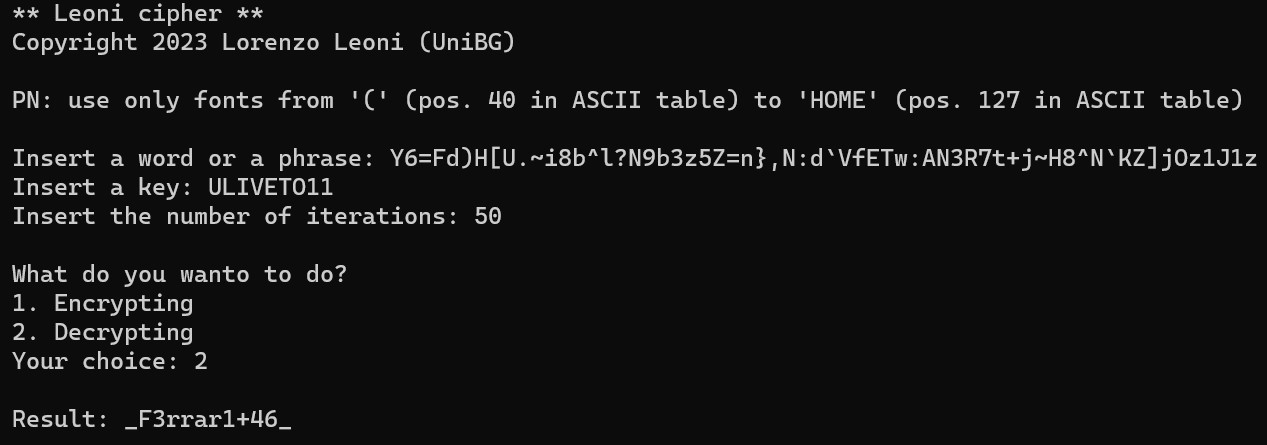 ** Leoni cipher **
Copyright 2023 Lorenzo Leoni (UniBG)
PN: use only fonts from '(' (pos. 40 in ASCII table) to 'HOME' (pos. 127 in ASCII table)
Insert a word or a phrase: Y6=Fd)H[U.~i8b^l?N9b3z5Z=n},N:d`VfETw:AN3R7t+j~H8^N`KZ]jOz1J1z
Insert a key: ULIVETO11
Insert the number of iterations: 50
What do you wanto to do?
1. Encrypting
2. Decrypting
Your choice: 2
Result: _F3rrar1+46_